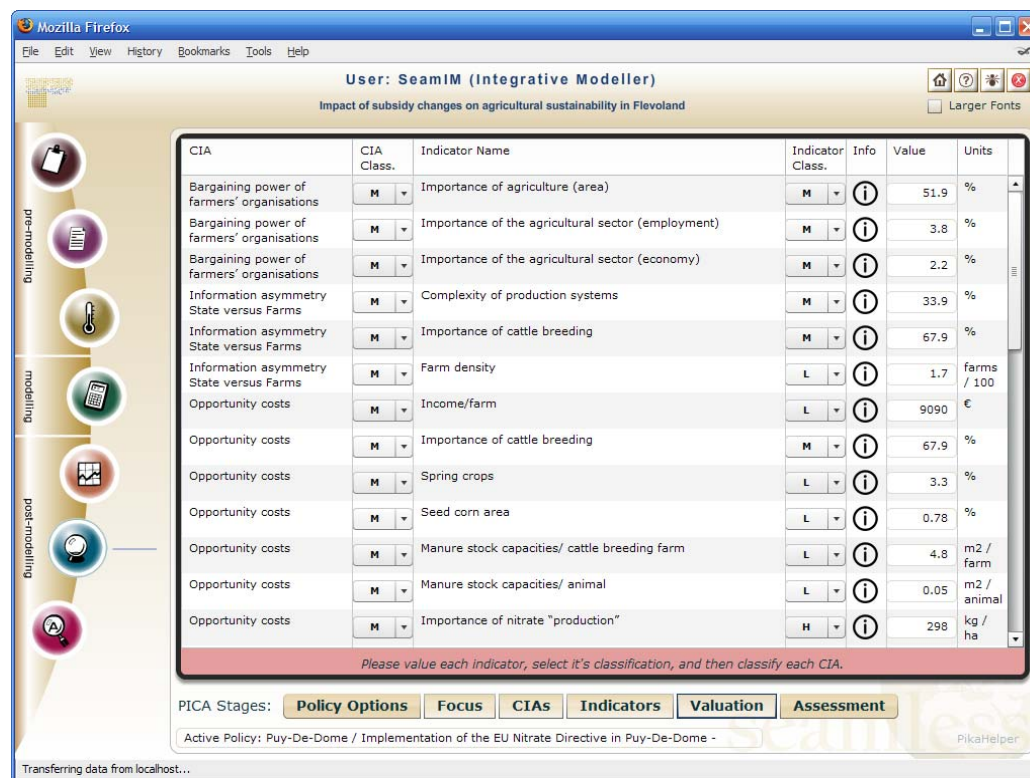 Mozilla Firefox
File Edit View History Bookmarks Tools Help
User: SeamIM (Integrative Modeller)
Impact of subsidy changes on agricultural sustainability in Flevoland
Larger Fonts
CIA CIA Class. Indicator Name Indicator Class. Info Value Units
Bargaining power of farmers' organisations M Importance of agriculture (area) M i 51.9 %
Bargaining power of farmers' organisations M Importance of the agricultural sector (employment) M i 3.8 %
Bargaining power of farmers' organisations M Importance of the agricultural sector (economy) M i 2.2 %
Information asymmetry State versus Farms M Complexity of production systems M i 33.9 %
Information asymmetry State versus Farms M Importance of cattle breeding M i 67.9 %
Information asymmetry State versus Farms M Farm density L i 1.7 farms / 100
Opportunity costs M Income/farm L i 9090 €
Opportunity costs M Importance of cattle breeding M i 67.9 %
Opportunity costs M Spring crops L i 3.3 %
Opportunity costs M Seed corn area L i 0.78 %
Opportunity costs M Manure stock capacities/ cattle breeding farm L i 4.8 m2 / farm
Opportunity costs M Manure stock capacities/ animal L i 0.05 m2 / animal
Opportunity costs M Importance of nitrate "production" H i 298 kg / ha
Please value each indicator, select it's classification, and then classify each CIA.
pre-modelling
modelling
post-modelling
PICA Stages: Policy Options Focus CIAs Indicators Valuation Assessment
Active Policy: Puy-De-Dome / Implementation of the EU Nitrate Directive in Puy-De-Dome -
seamless
PikaHelper
Transferring data from localhost...